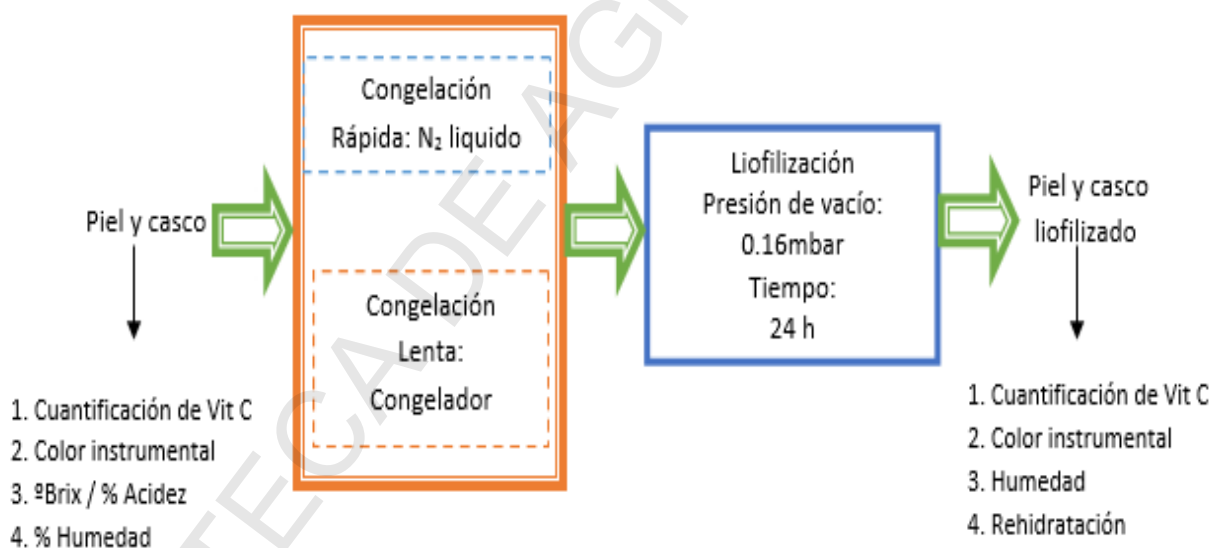 Congelación
Rápida: N₂ liquido
Congelación
Lenta:
Congelador
Piel y casco
1. Cuantificación de Vit C
2. Color instrumental
3. ºBrix / % Acidez
4. % Humedad
Liofilización
Presión de vacío:
0.16mbar
Tiempo:
24 h
Piel y casco
liofilizado
1. Cuantificación de Vit C
2. Color instrumental
3. Humedad
4. Rehidratación